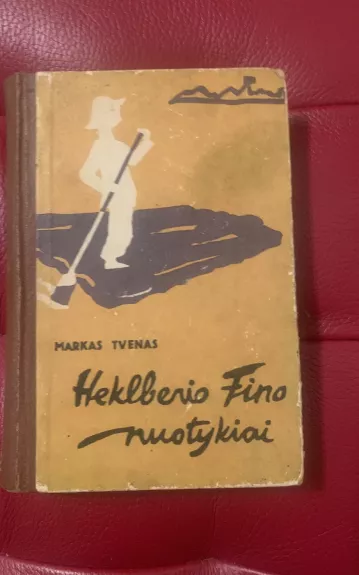 MARKAS TVENAS
Heklberio Fino
nuotykiai